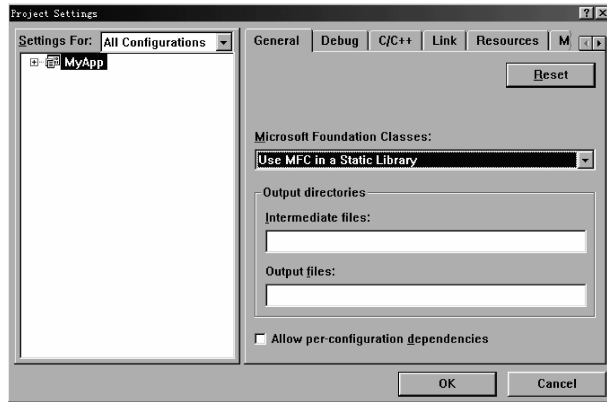 Project Settings
Settings For: All Configurations
MyApp
General Debug C/C++ Link Resources M
Reset
Microsoft Foundation Classes:
Use MFC in a Static Library
Output directories
Intermediate files:
Output files:
Allow per-configuration dependencies
OK Cancel